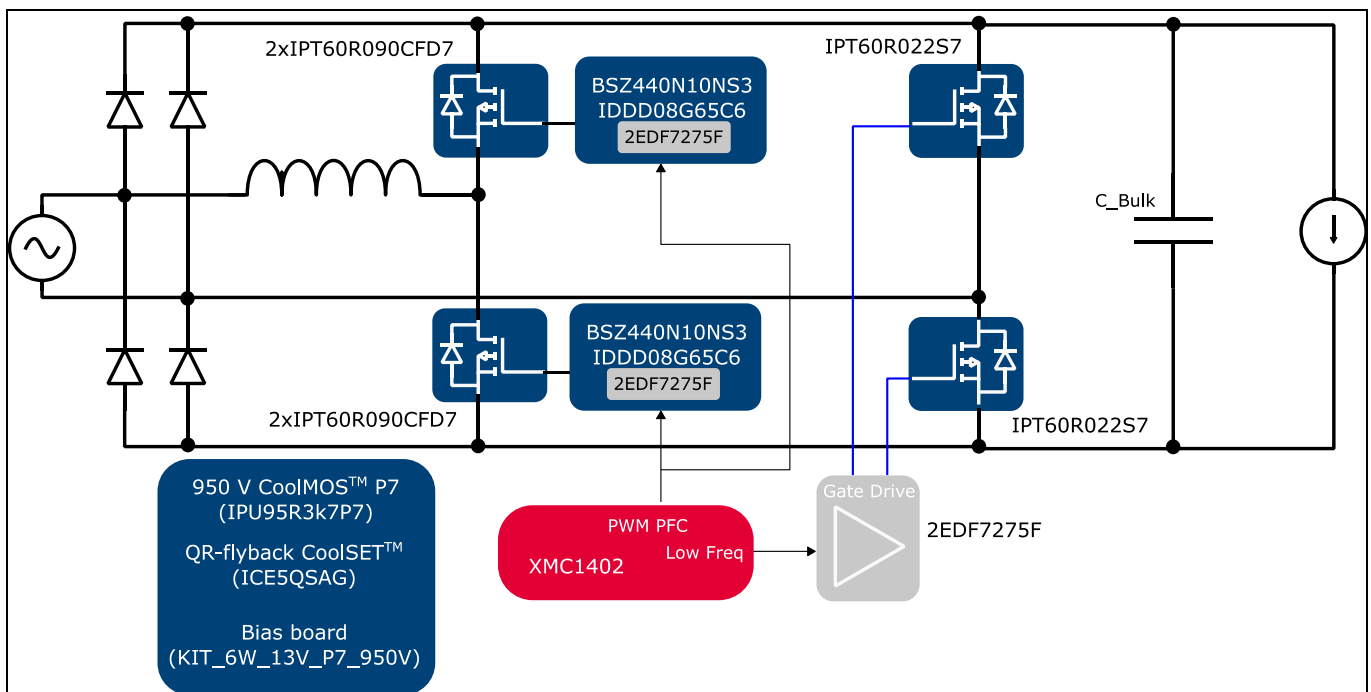 2xIPT60R090CFD7
IPT60R022S7
BSZ440N10NS3
IDDD08G65C6
2EDF7275F
C_Bulk
BSZ440N10NS3
IDDD08G65C6
2EDF7275F
2xIPT60R090CFD7
IPT60R022S7
950 V CoolMOS™ P7
(IPU95R3k7P7)
QR-flyback CoolSET™
(ICE5QSAG)
Bias board
(KIT_6W_13V_P7_950V)
PWM PFC
Low Freq
XMC1402
Gate Drive
2EDF7275F